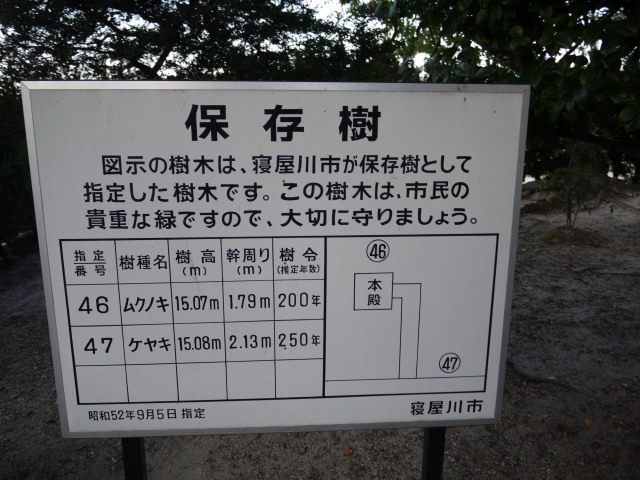 保存樹
図示の樹木は、寝屋川市が保存樹として
指定した樹木です。この樹木は、市民の
貴重な緑ですので、大切に守りましょう。
指定番号 樹種名 樹高(m) 幹周り(m) 樹令(推定年数)
46 ムクノキ 15.07m 1.79m 200年
47 ケヤキ 15.08m 2.13m 250年
㊻
本殿
㊼
昭和52年9月5日指定
寝屋川市